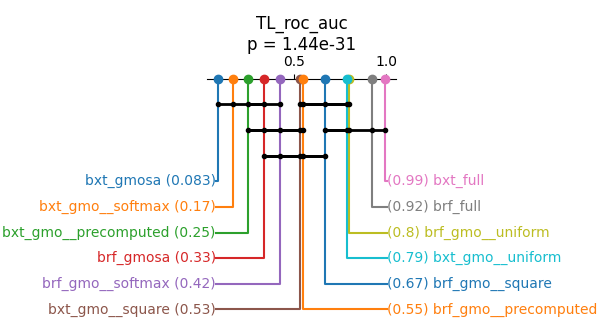 TL_roc_auc
p = 1.44e-31
0.5 1.0
bxt_gmosa (0.083) (0.99) bxt_full
bxt_gmo__softmax (0.17) (0.92) brf_full
bxt_gmo__precomputed (0.25) (0.8) brf_gmo__uniform
brf_gmosa (0.33) (0.79) bxt_gmo__uniform
brf_gmo__softmax (0.42) (0.67) brf_gmo__square
bxt_gmo__square (0.53) (0.55) brf_gmo__precomputed